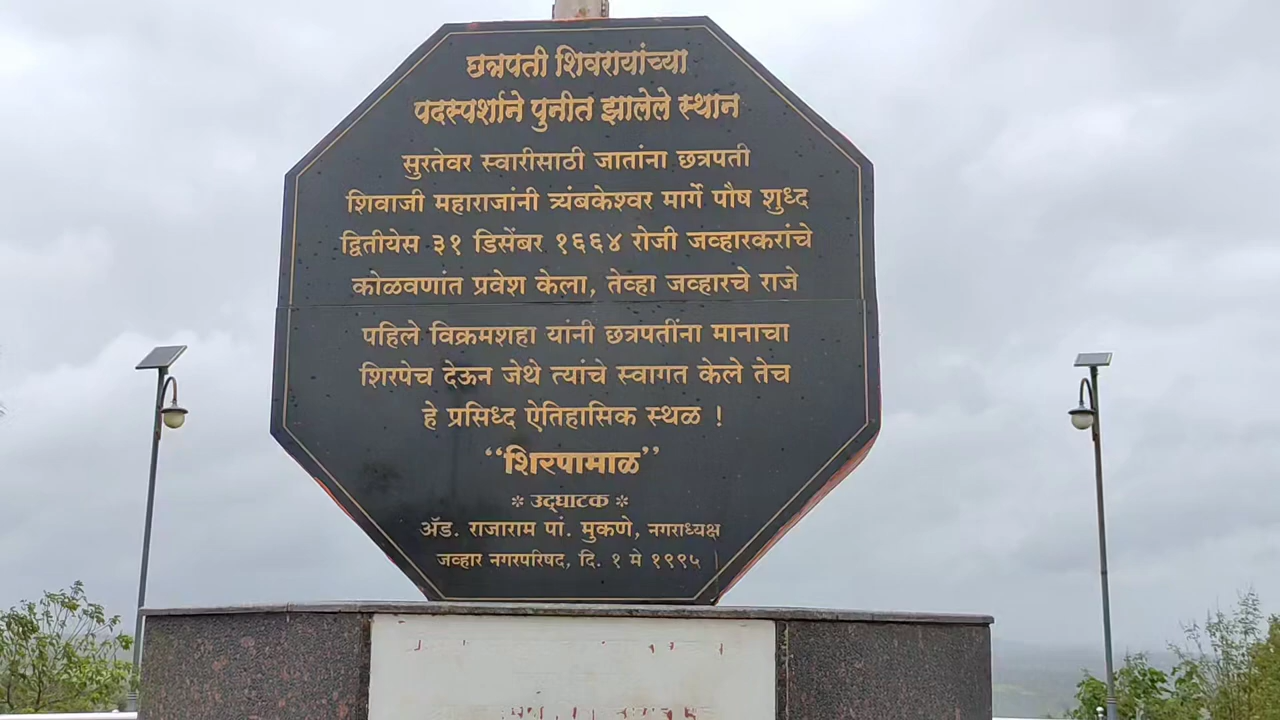 छत्रपती शिवरायांच्या
पदस्पर्शाने पुनीत झालेले स्थान
सुरतेवर स्वारीसाठी जातांना छत्रपती
शिवाजी महाराजांनी त्र्यंबकेश्वर मार्गे पौष शुध्द
द्वितीयेस ३१ डिसेंबर १६६४ रोजी जव्हारकरांचे
कोळवणांत प्रवेश केला, तेव्हा जव्हारचे राजे
पहिले विक्रमशहा यांनी छत्रपतींना मानाचा
शिरपेच देऊन जेथे त्यांचे स्वागत केले तेच
हे प्रसिध्द ऐतिहासिक स्थळ !
“शिरपामाळ”
* उद्घाटक *
ॲड. राजाराम पां. मुकणे, नगराध्यक्ष
जव्हार नगरपरिषद, दि. १ मे १९९५